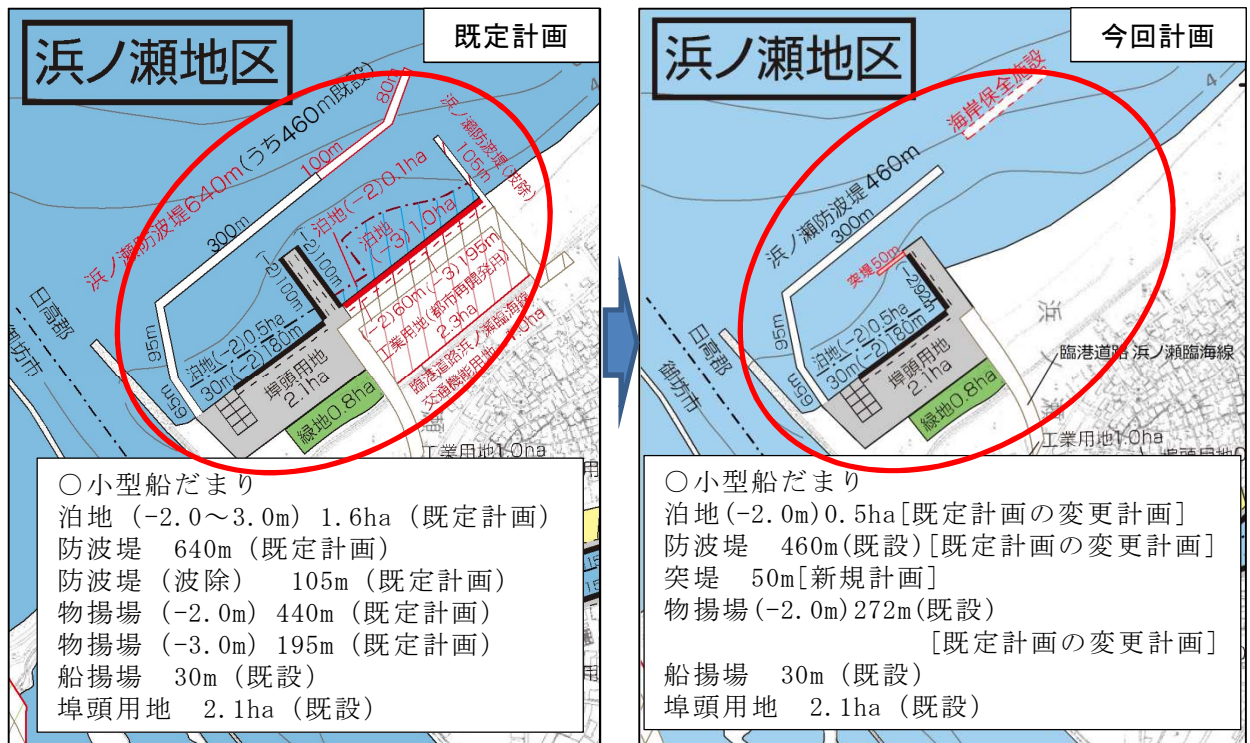 浜ノ瀬地区
既定計画
浜ノ瀬防波堤640m(うち460m既設)
80m
100m
300m
95m
65m
浜ノ瀬防波堤(波除)
105m
泊地(-2)0.1ha
泊地
(-3)1.0ha
(-2)100m
(-2)100m
泊地(-2)0.5ha
(-2)180m
30m
(-2)60m(-3)195m
工業用地(都市再開発用)
2.3ha
臨港道路浜ノ瀬臨海線
交通機能用地1.0ha
埠頭用地
2.1ha
緑地0.8ha
日高郡
御坊市
瀬
工業用地1.0ha
○小型船だまり
泊地 (-2.0～3.0m) 1.6ha (既定計画)
防波堤 640m (既定計画)
防波堤 (波除) 105m (既定計画)
物揚場 (-2.0m) 440m (既定計画)
物揚場 (-3.0m) 195m (既定計画)
船揚場 30m (既設)
埠頭用地 2.1ha (既設)
浜ノ瀬地区
今回計画
海岸保全施設
4
浜ノ瀬防波堤460m
300m
突堤50m
95m
65m
(-2)92m
泊地(-2)0.5ha
(-2)180m
30m
埠頭用地
2.1ha
緑地0.8ha
日高郡
御坊市
浜
ノ
瀬
臨港道路 浜ノ瀬臨海線
工業用地1.0ha
○小型船だまり
泊地(-2.0m)0.5ha[既定計画の変更計画]
防波堤 460m(既設)[既定計画の変更計画]
突堤 50m[新規計画]
物揚場(-2.0m)272m(既設)
[既定計画の変更計画]
船揚場 30m (既設)
埠頭用地 2.1ha (既設)